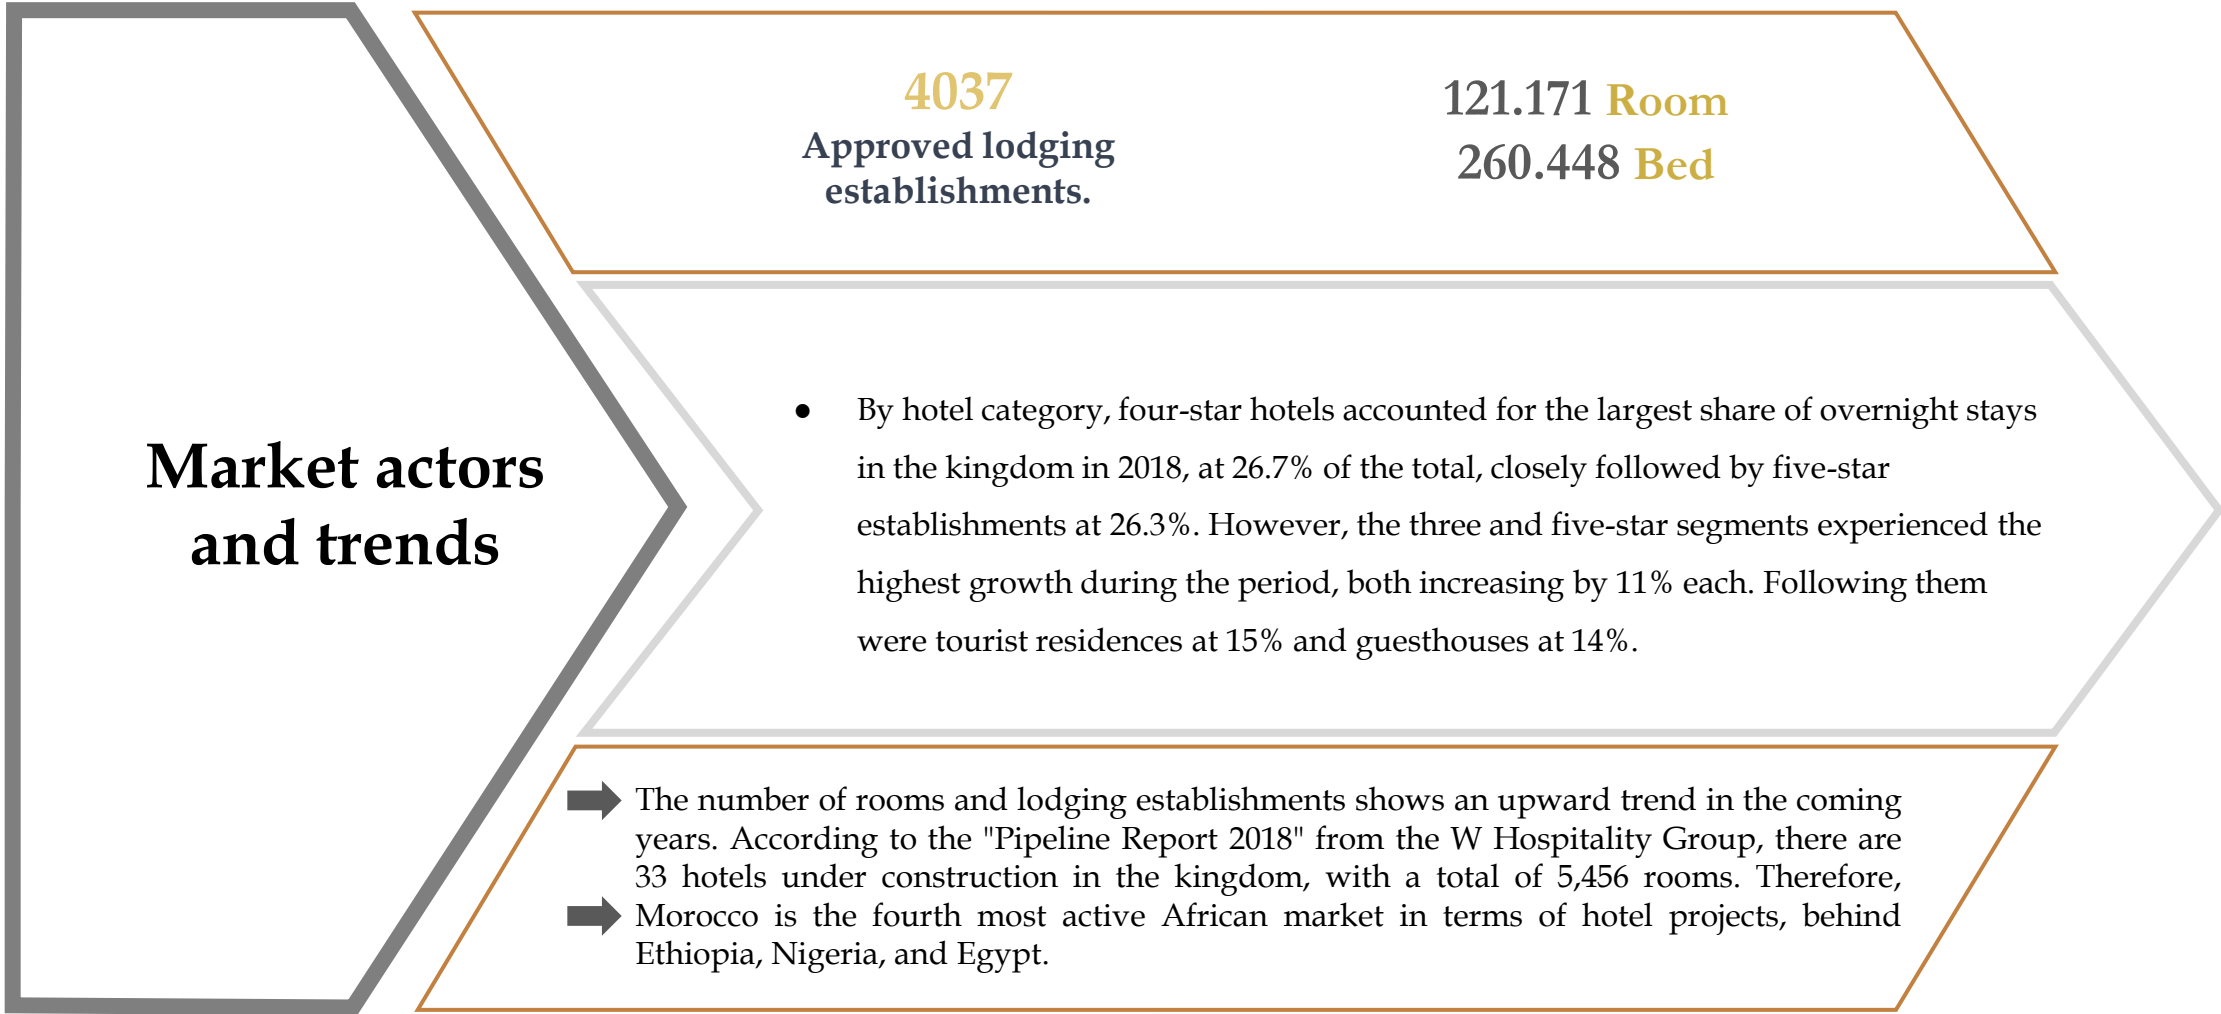 Market actors
and trends
4037
Approved lodging
establishments.
121.171 Room
260.448 Bed
● By hotel category, four-star hotels accounted for the largest share of overnight stays
in the kingdom in 2018, at 26.7% of the total, closely followed by five-star
establishments at 26.3%. However, the three and five-star segments experienced the
highest growth during the period, both increasing by 11% each. Following them
were tourist residences at 15% and guesthouses at 14%.
The number of rooms and lodging establishments shows an upward trend in the coming
years. According to the "Pipeline Report 2018" from the W Hospitality Group, there are
33 hotels under construction in the kingdom, with a total of 5,456 rooms. Therefore,
Morocco is the fourth most active African market in terms of hotel projects, behind
Ethiopia, Nigeria, and Egypt.